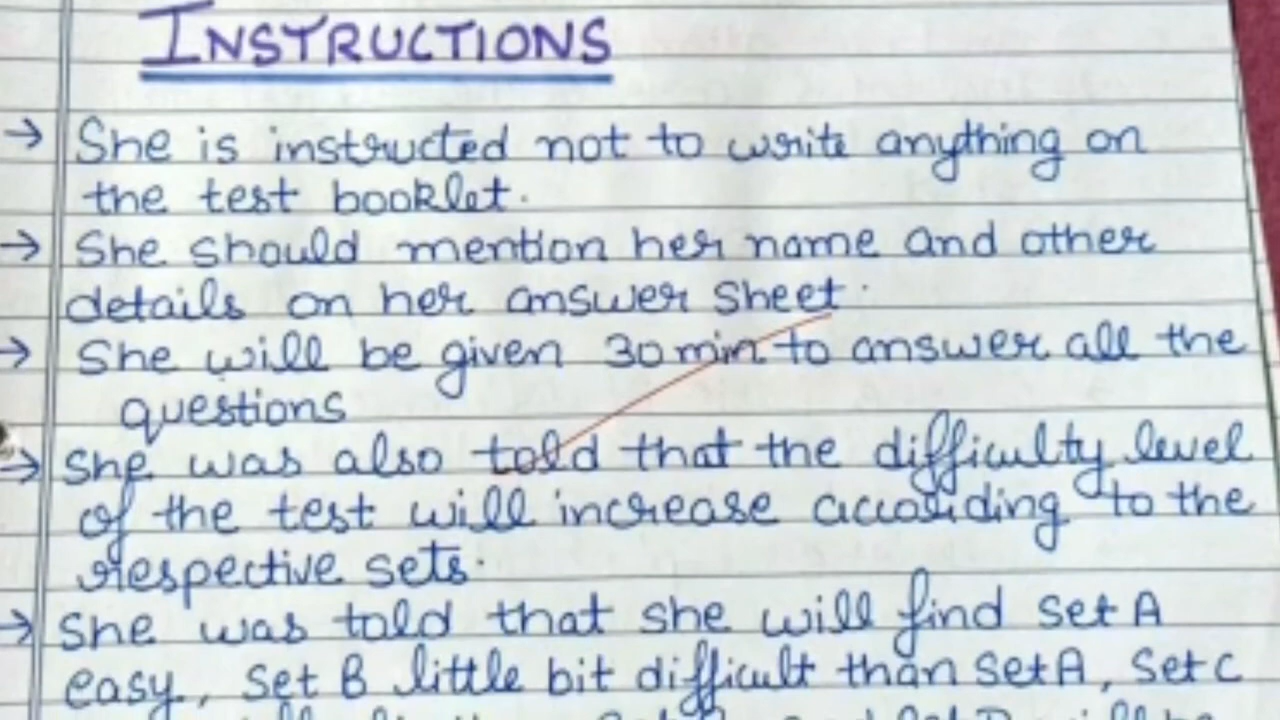 INSTRUCTIONS
→ She is instructed not to write anything on
the test booklet.
→ She should mention her name and other
details on her answer sheet.
→ She will be given 30 min to answer all the
questions
→ She was also told that the difficulty level
of the test will increase according to the
respective sets.
→ She was told that she will find set A
easy, set B little bit difficult than set A, set C